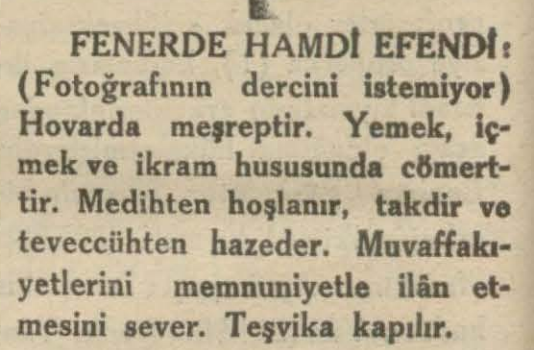 FENERDE HAMDİ EFENDİ:
(Fotoğrafının dercini istemiyor)
Hovarda meşreptir. Yemek, iç-
mek ve ikram hususunda cömert-
tir. Medihten hoşlanır, takdir ve
teveccühten hazeder. Muvaffakı-
yetlerini memnuniyetle ilân et-
mesini sever. Teşvika kapılır.